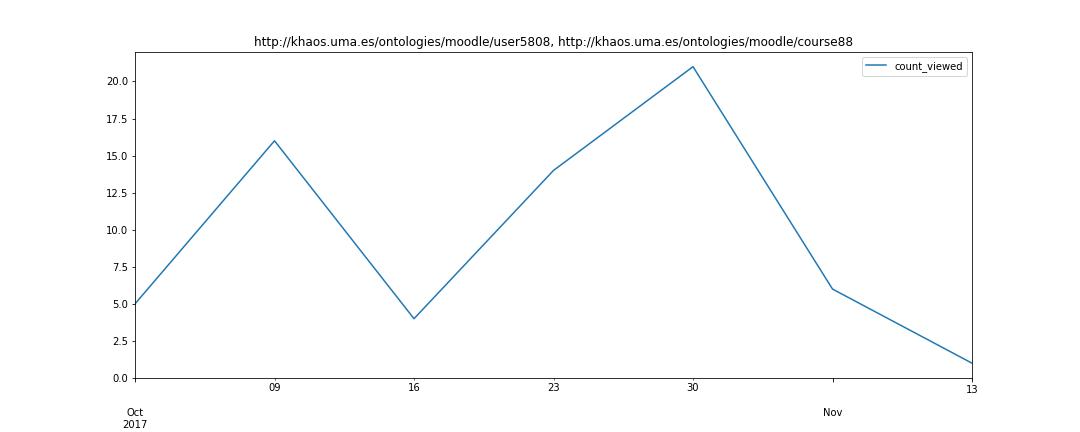 http://khaos.uma.es/ontologies/moodle/user5808, http://khaos.uma.es/ontologies/moodle/course88
count_viewed
20.0
17.5
15.0
12.5
10.0
7.5
5.0
2.5
0.0
09 16 23 30 13
Oct Nov
2017